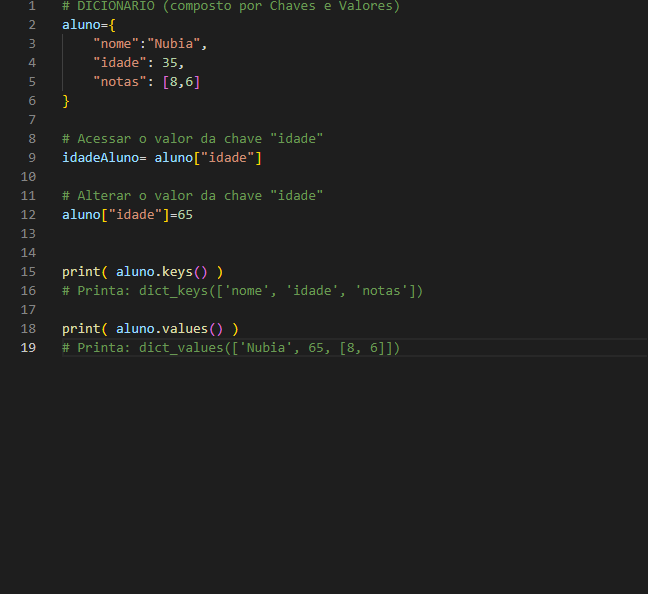 1 # DICIONARIO (composto por Chaves e Valores)
2 aluno={
3     "nome":"Nubia",
4     "idade": 35,
5     "notas": [8,6]
6 }
7
8 # Acessar o valor da chave "idade"
9 idadeAluno= aluno["idade"]
10
11 # Alterar o valor da chave "idade"
12 aluno["idade"]=65
13
14
15 print( aluno.keys() )
16 # Printa: dict_keys(['nome', 'idade', 'notas'])
17
18 print( aluno.values() )
19 # Printa: dict_values(['Nubia', 65, [8, 6]])